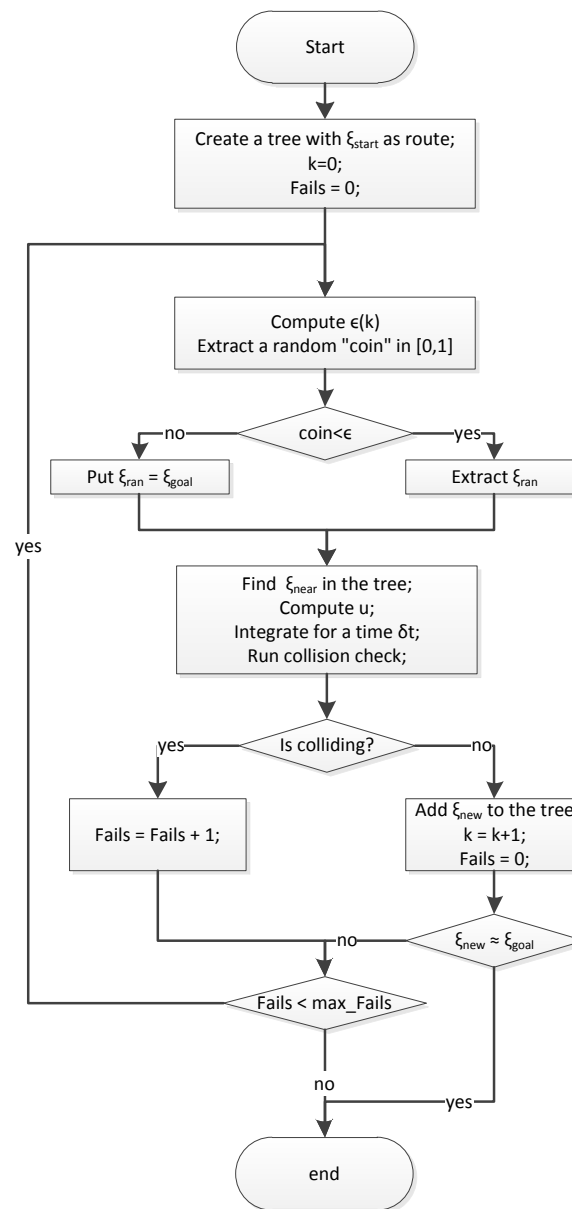 Start
Create a tree with ξstart as route;
k=0;
Fails = 0;
Compute ϵ(k)
Extract a random "coin" in [0,1]
no
coin<ϵ
yes
Put ξran = ξgoal
Extract ξran
yes
Find ξnear in the tree;
Compute u;
Integrate for a time δt;
Run collision check;
yes
Is colliding?
no
Fails = Fails + 1;
Add ξnew to the tree
k = k+1;
Fails = 0;
no
ξnew ≈ ξgoal
Fails < max_Fails
no
yes
end